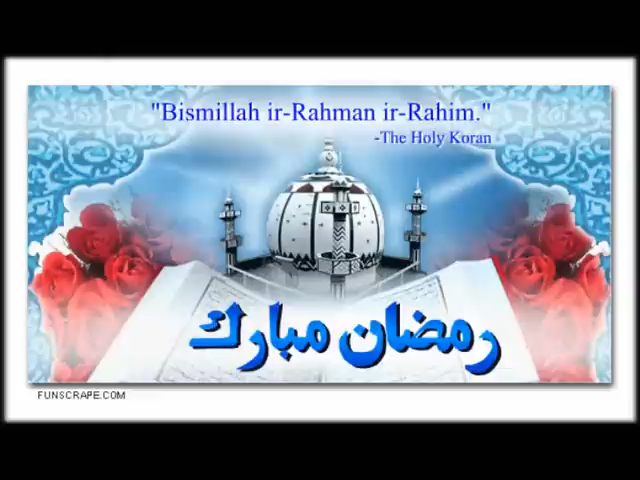 "Bismillah ir-Rahman ir-Rahim."
-The Holy Koran
رمضان مبارك
FUNSCRAPE.COM